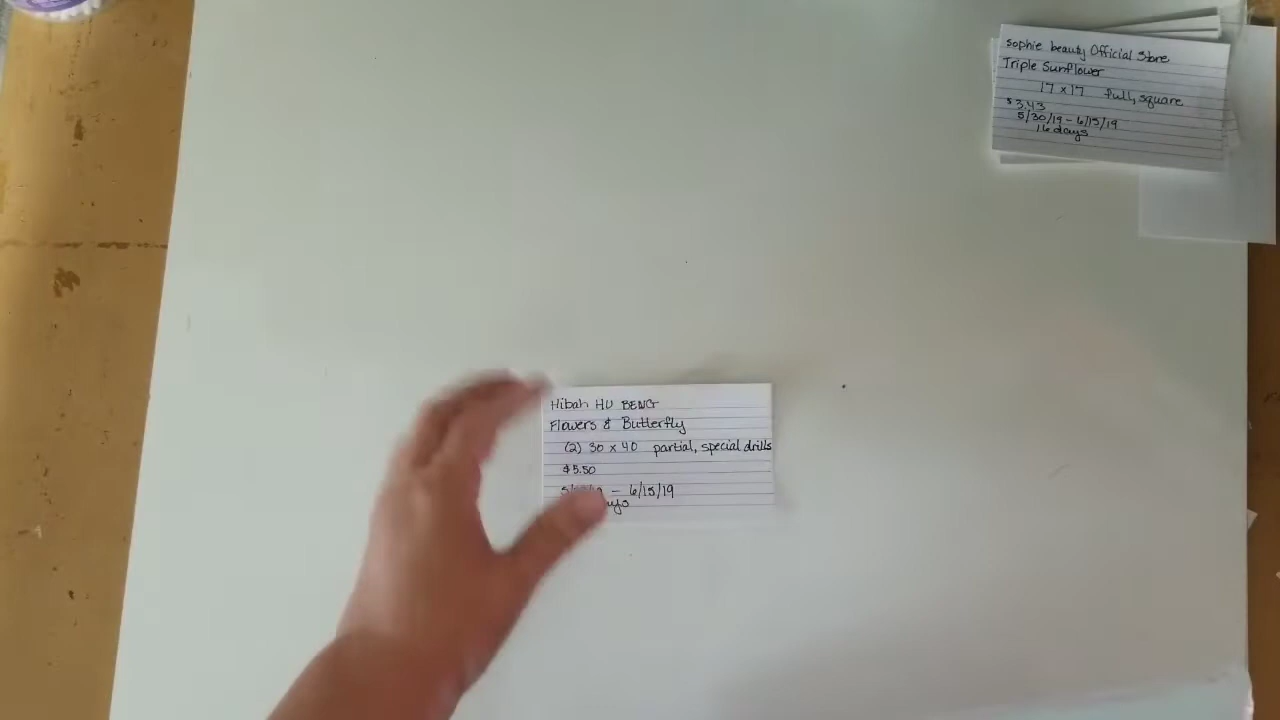 Sophie beauty Official Store
Triple Sunflower
17 x 17 full, square
$3.43
5/30/19 - 6/15/19
16 days
Hibah HU BENG
Flowers & Butterfly
(2) 30 x 40 partial, special drills
$5.50
- 6/15/19